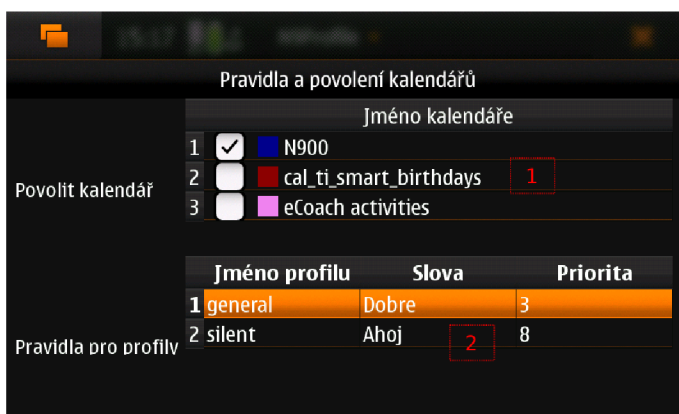 Pravidla a povolení kalendářů
Jméno kalendáře
1 N900
Povolit kalendář
2 cal_ti_smart_birthdays 1
3 eCoach activities
Jméno profilu Slova Priorita
1 general Dobre 3
2 silent Ahoj 8
2
Pravidla pro profily